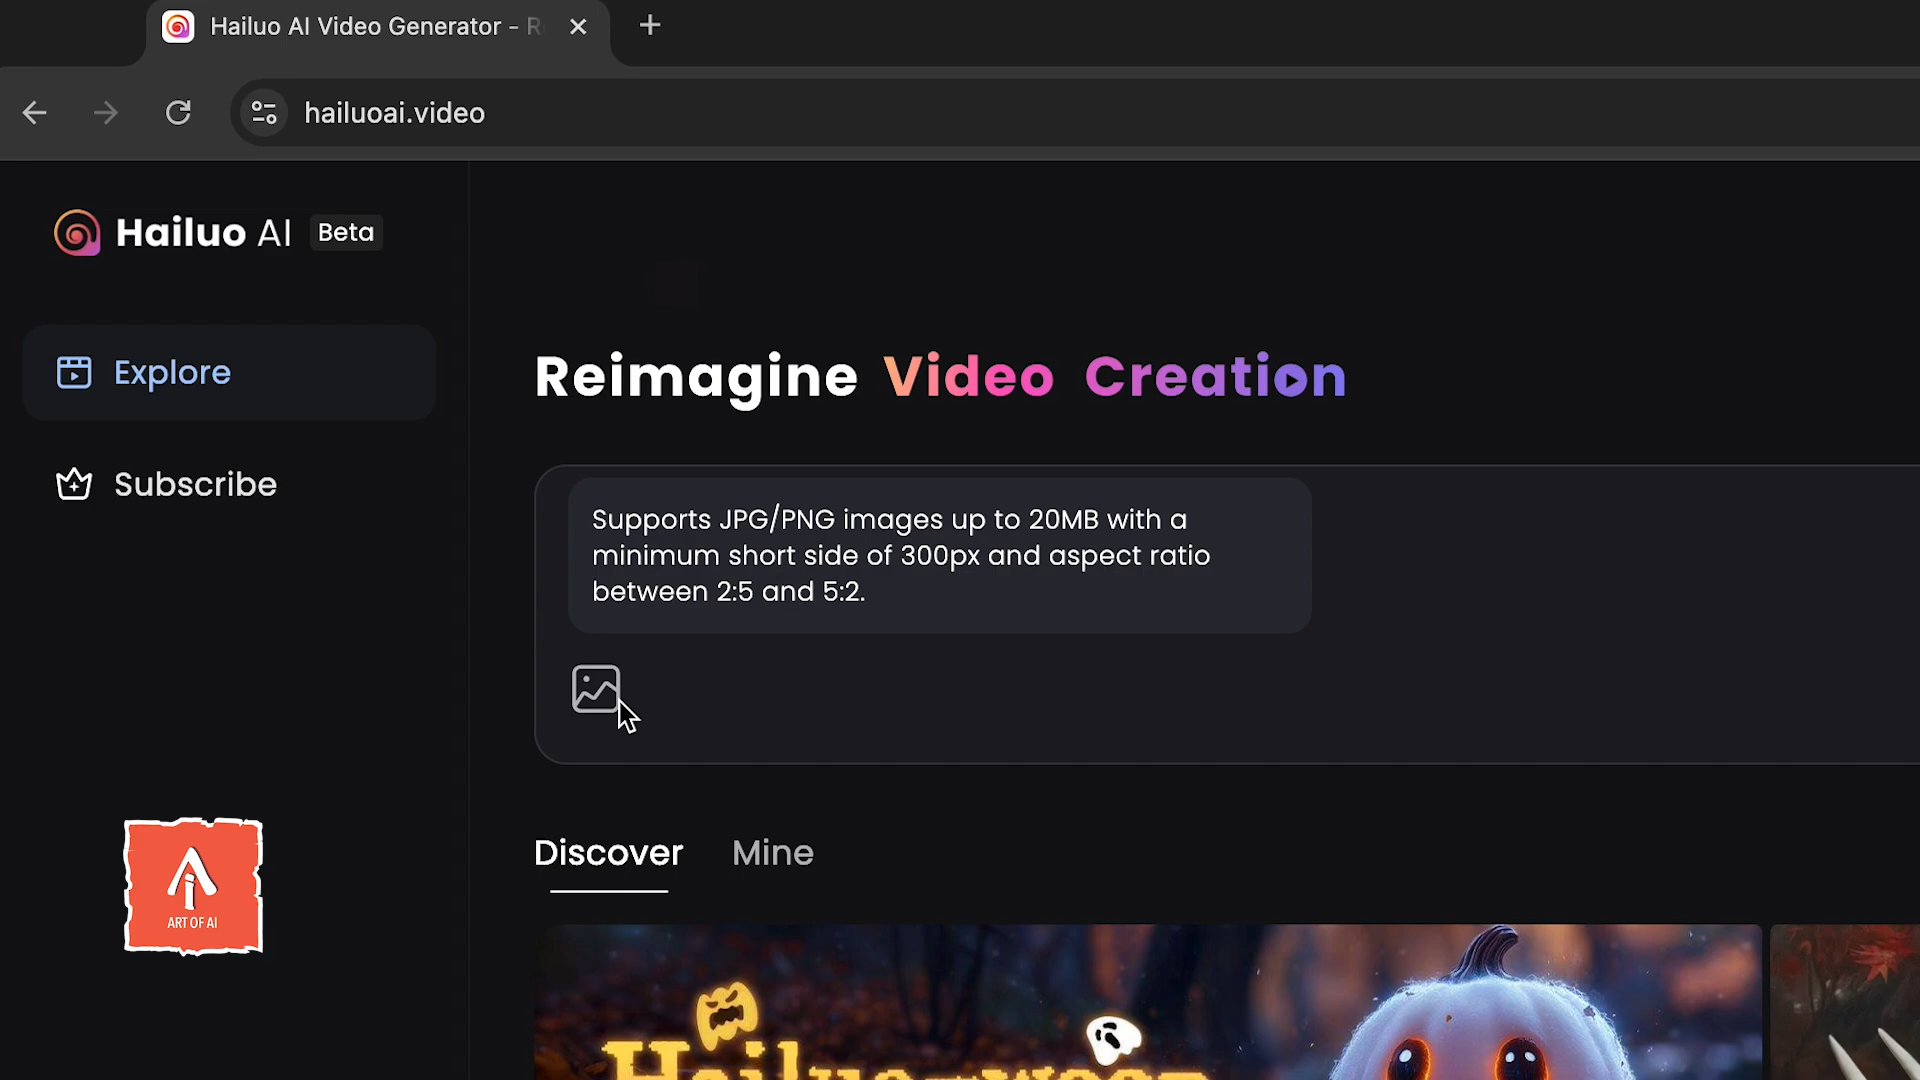 Hailuo AI Video Generator - R
hailuoai.video
Hailuo AI Beta
Explore
Subscribe
Reimagine Video Creation
Supports JPG/PNG images up to 20MB with a
minimum short side of 300px and aspect ratio
between 2:5 and 5:2.
Discover Mine
ART OF AI
Hailuo-ween